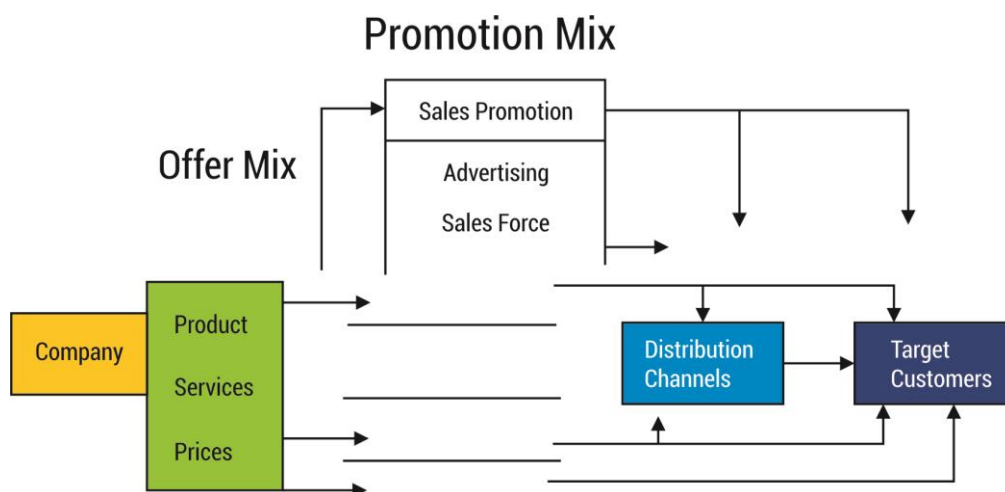 Promotion Mix
Sales Promotion
Offer Mix
Advertising
Sales Force
Company
Product
Services
Prices
Distribution
Channels
Target
Customers